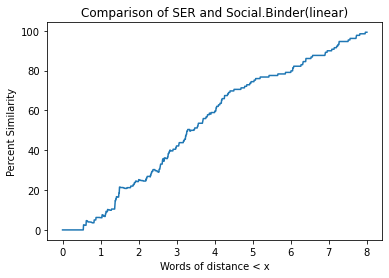 Comparison of SER and Social.Binder(linear)
100
80
60
40
20
0
Percent Similarity
0 1 2 3 4 5 6 7 8
Words of distance < x